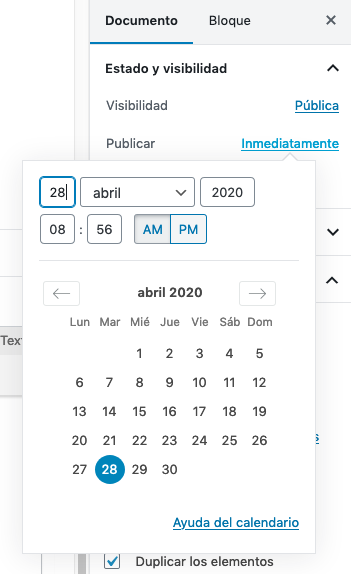 Documento Bloque
Estado y visibilidad
Visibilidad Pública
Publicar Inmediatamente
28 abril 2020
08 : 56 AM PM
abril 2020
Lun Mar Mié Jue Vie Sáb Dom
1 2 3 4 5
6 7 8 9 10 11 12
13 14 15 16 17 18 19
20 21 22 23 24 25 26
27 28 29 30
Ayuda del calendario
Text
s
Duplicar los elementos